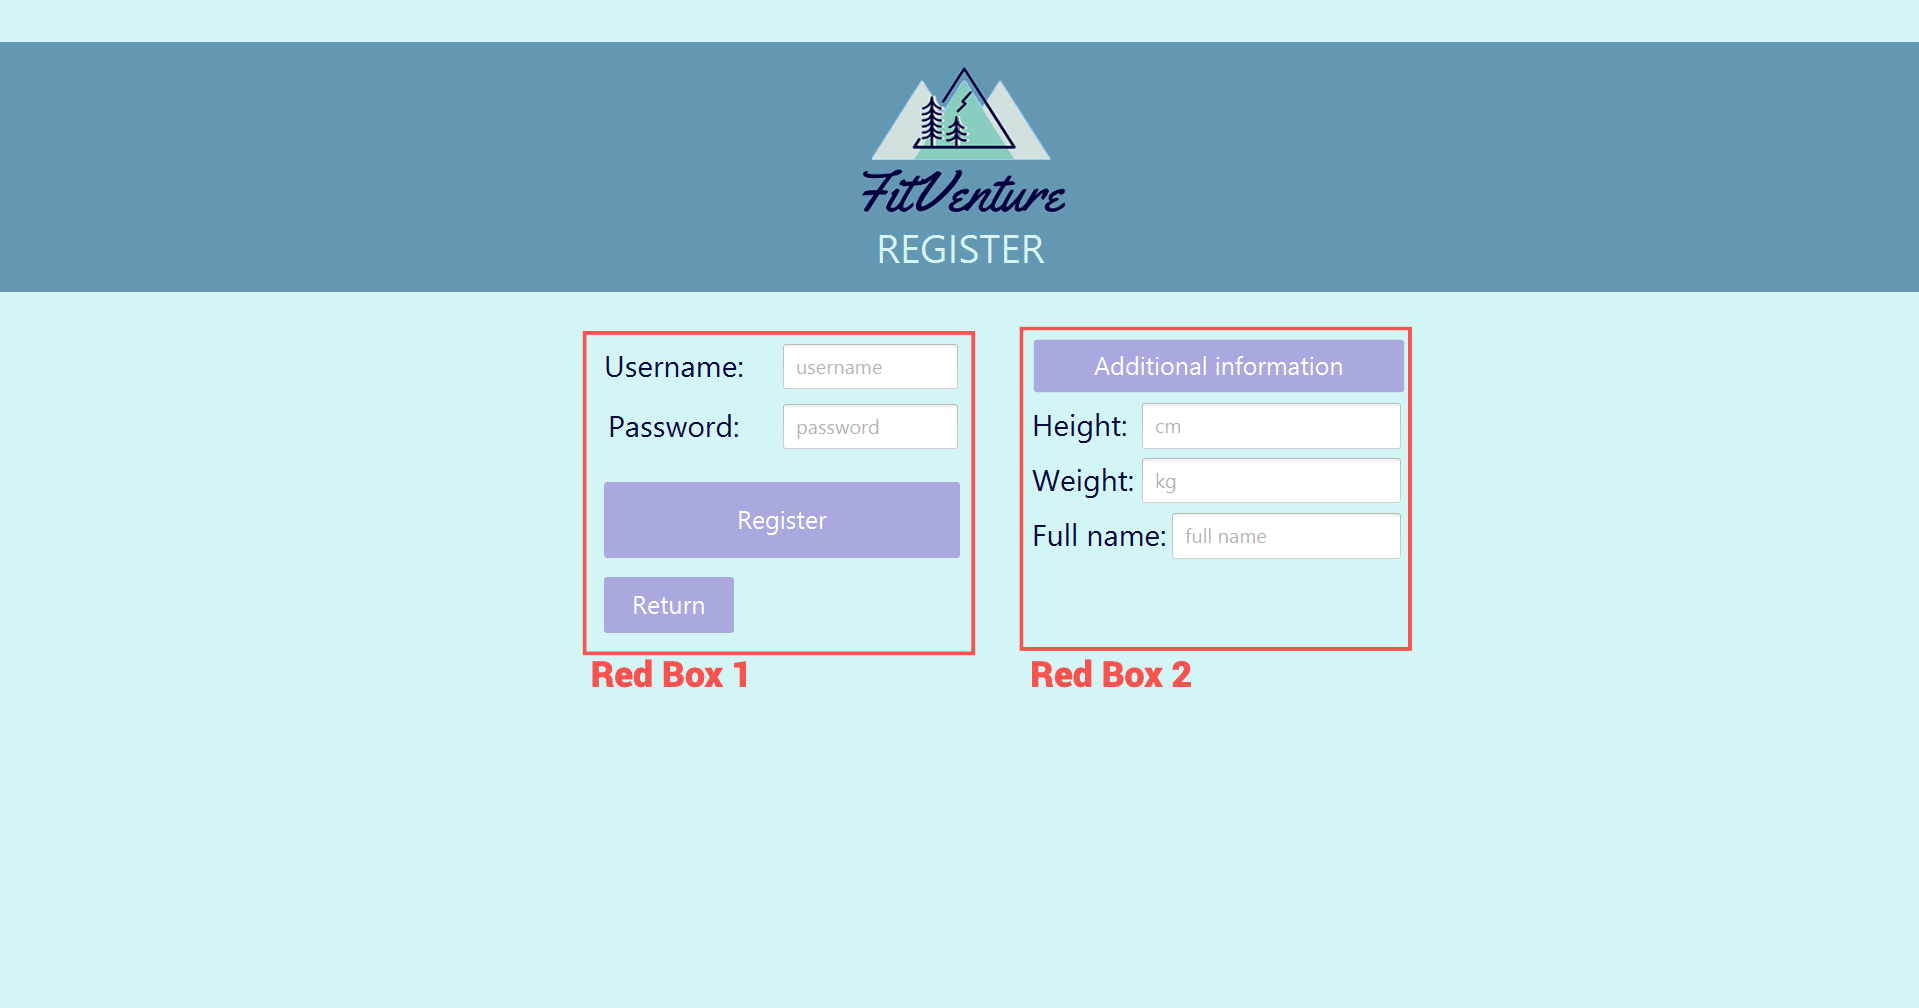 FitVenture
REGISTER
Username: username
Password: password
Register
Return
Red Box 1
Additional information
Height: cm
Weight: kg
Full name: full name
Red Box 2